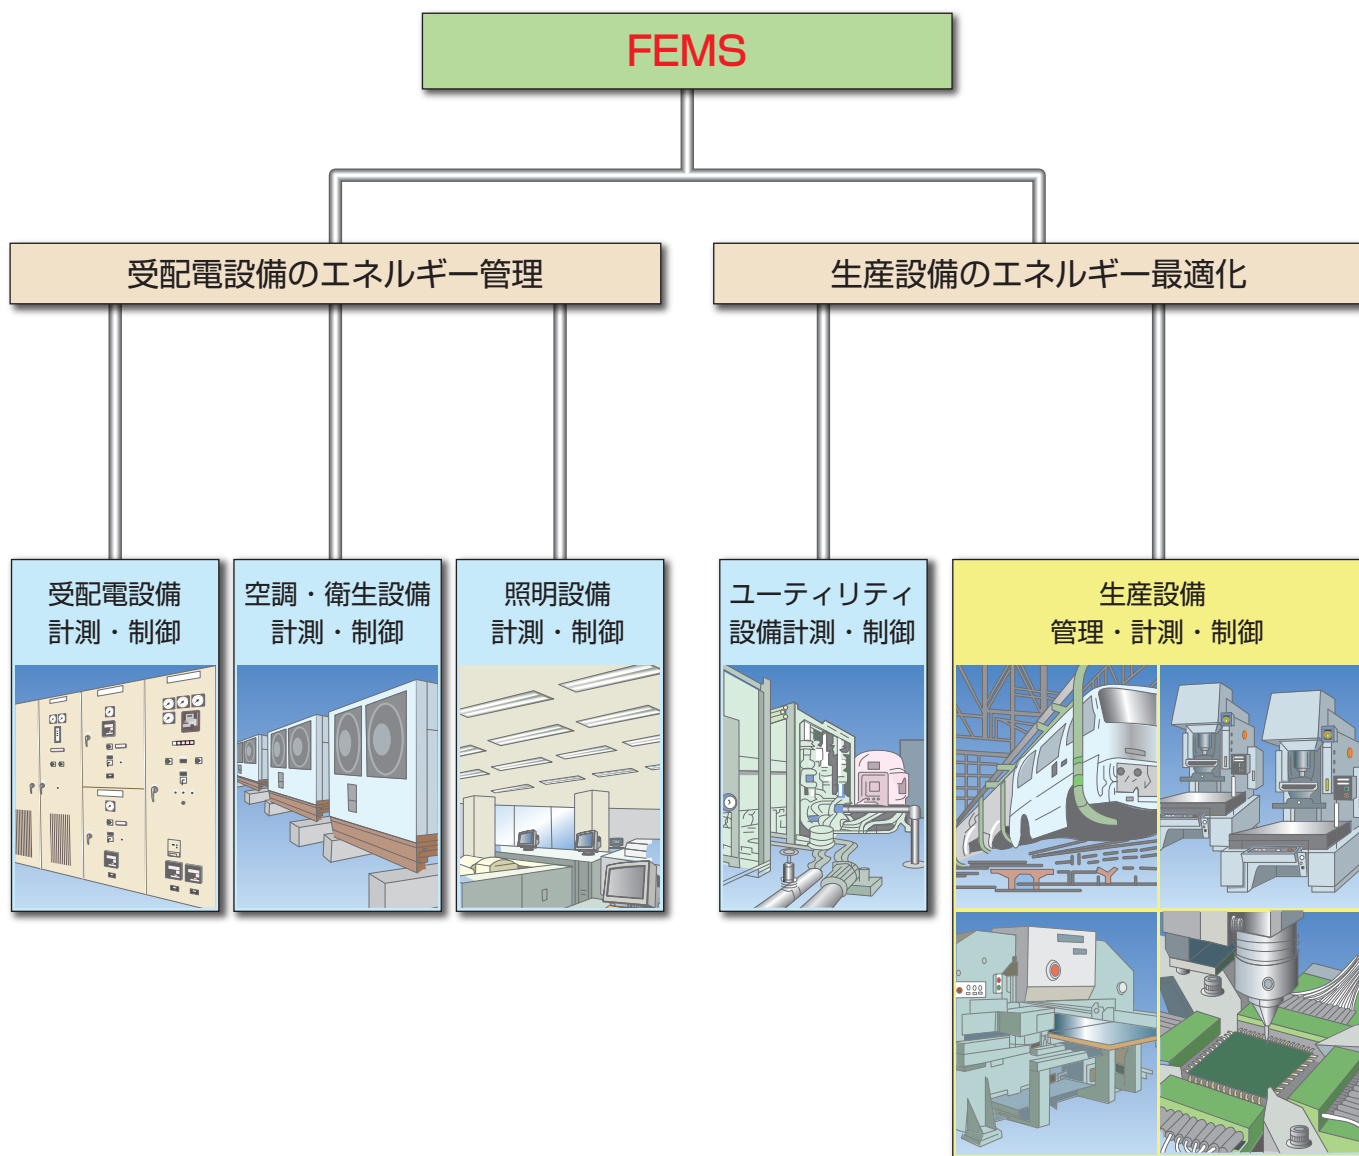 FEMS
受配電設備のエネルギー管理
生産設備のエネルギー最適化
受配電設備
計測・制御
空調・衛生設備
計測・制御
照明設備
計測・制御
ユーティリティ
設備計測・制御
生産設備
管理・計測・制御